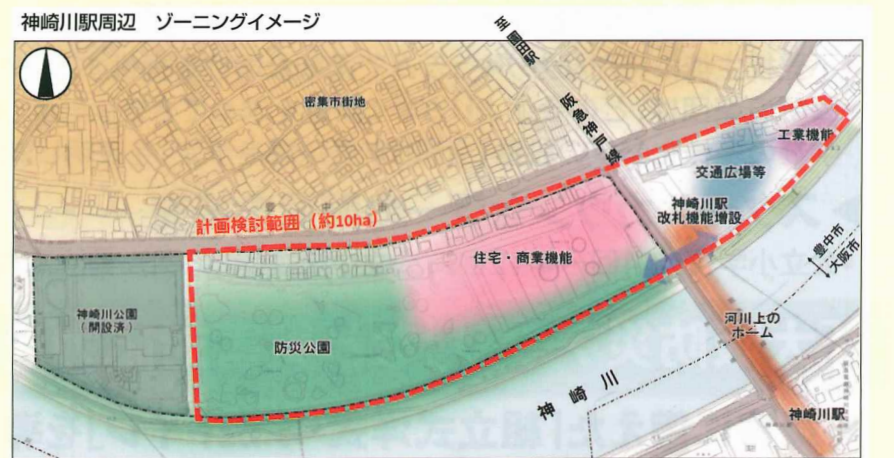 神崎川駅周辺　ゾーニングイメージ
至園田駅
密集市街地
阪急神戸線
工業機能
交通広場等
計画検討範囲（約10ha）
神崎川駅
改札機能増設
住宅・商業機能
豊中市
大阪市
神崎川公園
（開設済）
河川上の
ホーム
防災公園
神崎川
神崎川駅